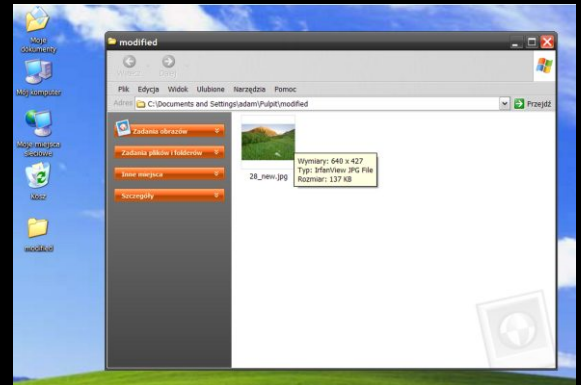 Moje
dokumenty
Mój komputer
Moje miejsca
sieciowe
Kosz
modified
modified
Wstecz
Dalej
Plik Edycja Widok Ulubione Narzędzia Pomoc
Adres C:\Documents and Settings\adam\Pulpit\modified Przejdź
Zadania obrazów
Zadania plików i folderów
Inne miejsca
Szczegóły
28_new.jpg
Wymiary: 640 x 427
Typ: IrfanView JPG File
Rozmiar: 137 KB